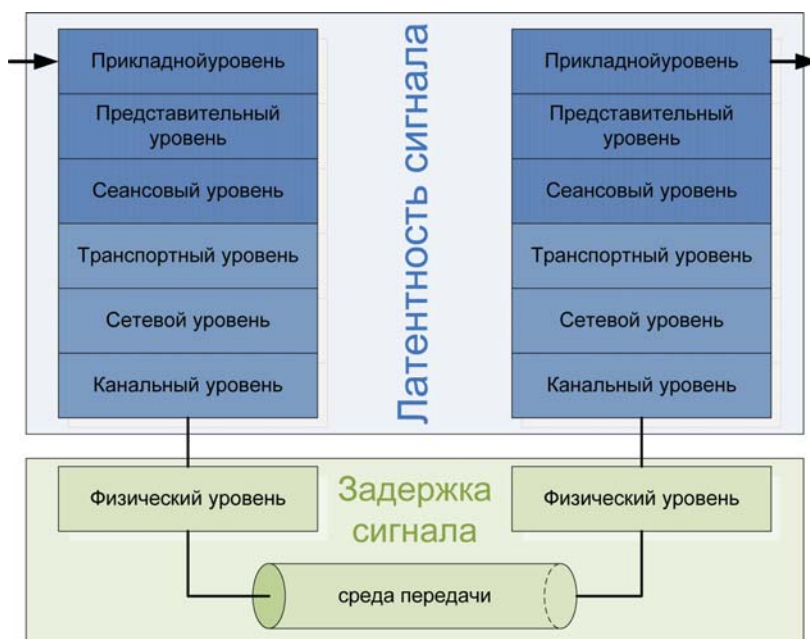 Прикладнойуровень
Представительный
уровень
Сеансовый уровень
Транспортный уровень
Сетевой уровень
Канальный уровень
Латентность сигнала
Прикладнойуровень
Представительный
уровень
Сеансовый уровень
Транспортный уровень
Сетевой уровень
Канальный уровень
Физический уровень
Задержка
сигнала
Физический уровень
среда передачи